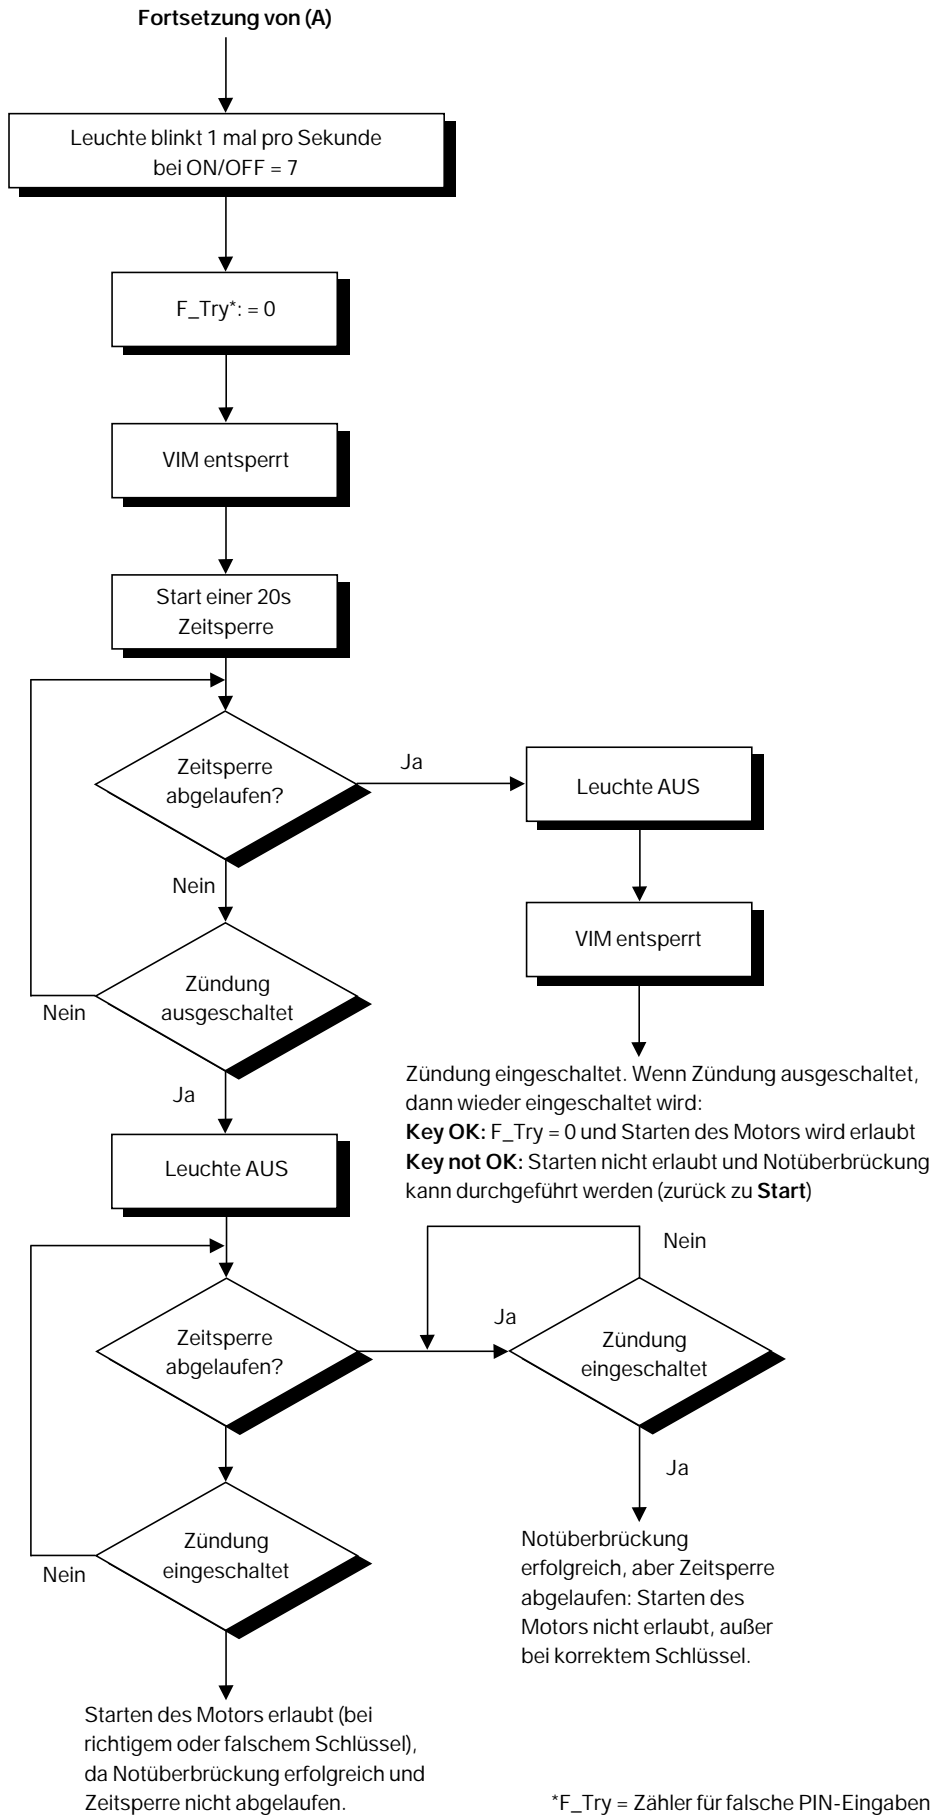 Fortsetzung von (A)
Leuchte blinkt 1 mal pro Sekunde
bei ON/OFF = 7
F_Try*: = 0
VIM entsperrt
Start einer 20s
Zeitsperre
Zeitsperre
abgelaufen?
Ja
Leuchte AUS
Nein
VIM entsperrt
Zündung
ausgeschaltet
Nein
Zündung eingeschaltet. Wenn Zündung ausgeschaltet,
dann wieder eingeschaltet wird:
Key OK: F_Try = 0 und Starten des Motors wird erlaubt
Key not OK: Starten nicht erlaubt und Notüberbrückung
kann durchgeführt werden (zurück zu Start)
Ja
Leuchte AUS
Nein
Zeitsperre
abgelaufen?
Ja
Zündung
eingeschaltet
Ja
Zündung
eingeschaltet
Nein
Notüberbrückung
erfolgreich, aber Zeitsperre
abgelaufen: Starten des
Motors nicht erlaubt, außer
bei korrektem Schlüssel.
Starten des Motors erlaubt (bei
richtigem oder falschem Schlüssel),
da Notüberbrückung erfolgreich und
Zeitsperre nicht abgelaufen.
*F_Try = Zähler für falsche PIN-Eingaben